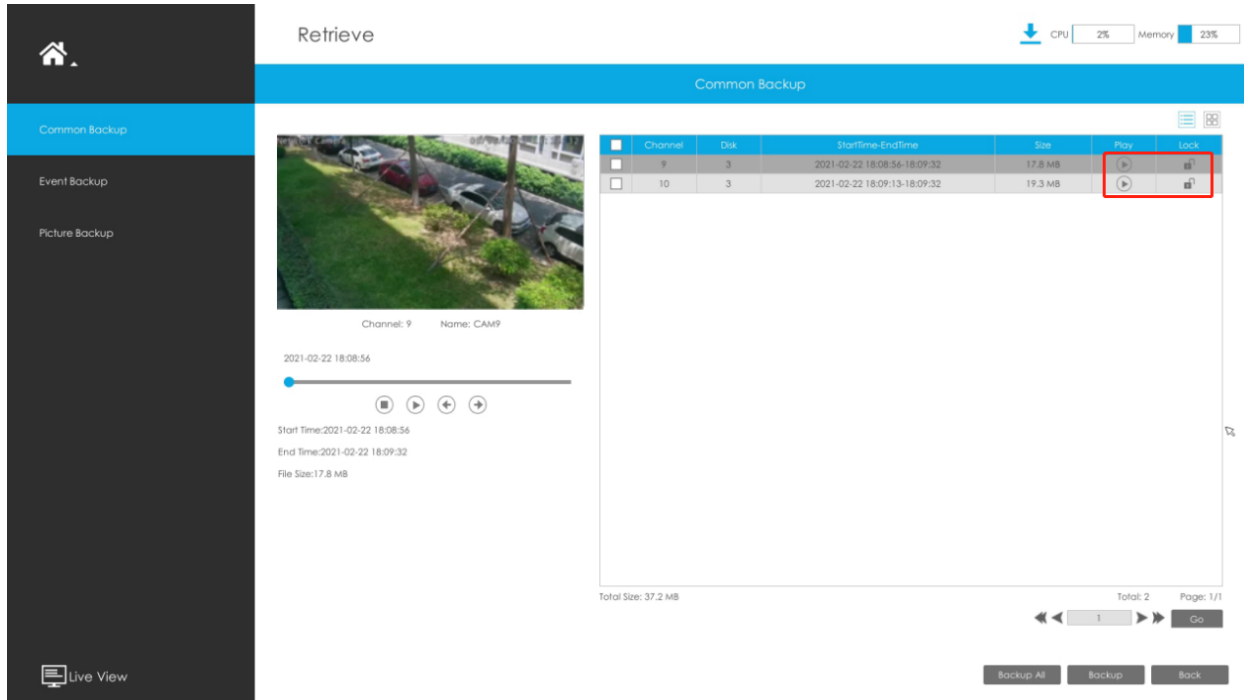 Retrieve
CPU 2% Memory 23%
Common Backup
Common Backup
Event Backup
Picture Backup
Live View
Channel: 9 Name: CAM9
2021-02-22 18:08:56
Start Time:2021-02-22 18:08:56
End Time:2021-02-22 18:09:32
File Size:17.8 MB
Channel Disk StartTime-EndTime Size Play Lock
9 3 2021-02-22 18:08:56-18:09:32 17.8 MB
10 3 2021-02-22 18:09:13-18:09:32 19.3 MB
Total Size: 37.2 MB
Total: 2 Page: 1/1
1 Go
Backup All Backup Back